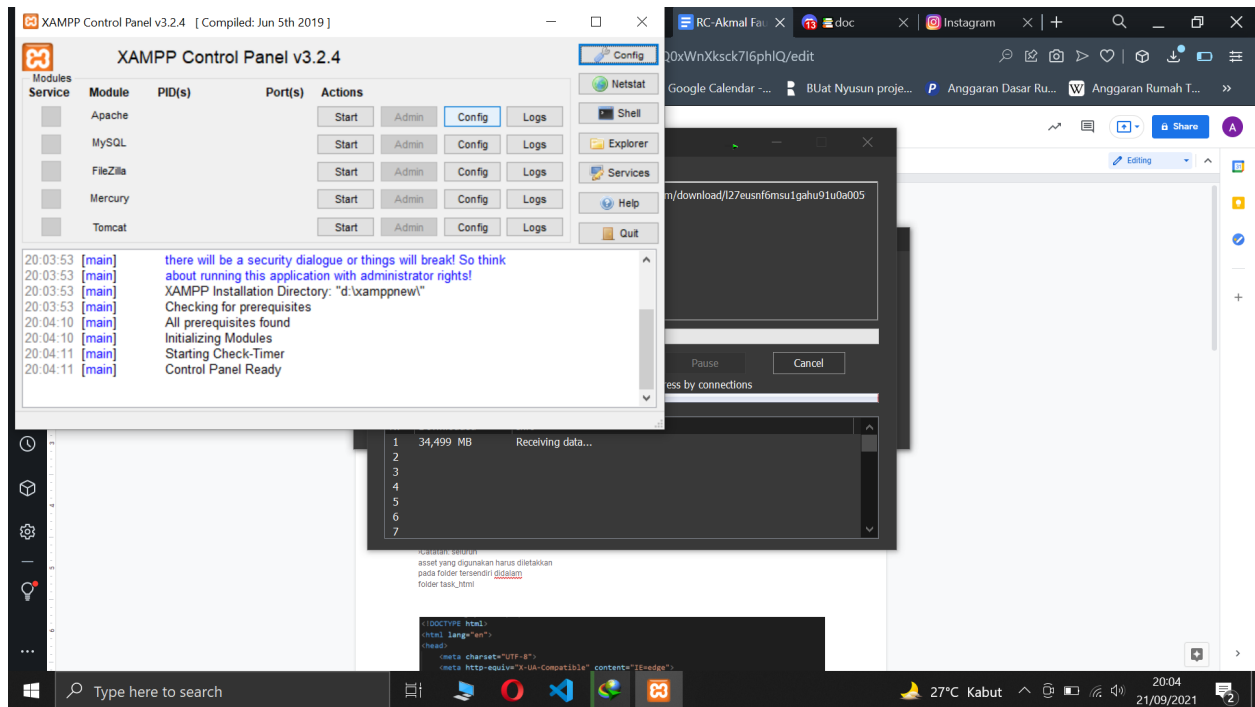 XAMPP Control Panel v3.2.4 [ Compiled: Jun 5th 2019 ]
RC-Akmal Fau
13
doc
Instagram
XAMPP Control Panel v3.2.4
Config
Q0xWnXksck7I6phlQ/edit
Modules
Service Module PID(s) Port(s) Actions
Netstat
Google Calendar -... BUat Nyusun proje... Anggaran Dasar Ru... W Anggaran Rumah T... »
Apache Start Admin Config Logs
Shell
Share
A
MySQL Start Admin Config Logs
Explorer
Editing
FileZilla Start Admin Config Logs
Services
Mercury Start Admin Config Logs
Help
m/download/l27eusnf6msu1gahu91u0a005
Tomcat Start Admin Config Logs
Quit
20:03:53 [main] there will be a security dialogue or things will break! So think
20:03:53 [main] about running this application with administrator rights!
20:03:53 [main] XAMPP Installation Directory: "d:\xamppnew\"
20:03:53 [main] Checking for prerequisites
20:04:10 [main] All prerequisites found
20:04:10 [main] Initializing Modules
20:04:11 [main] Starting Check-Timer
20:04:11 [main] Control Panel Ready
Pause
Cancel
ress by connections
1 34,499 MB Receiving data...
2
3
4
5
6
7
Catatan: seluruh
asset yang digunakan harus diletakkan
pada folder tersendiri didalam
folder task_html
<!DOCTYPE html>
<html lang="en">
<head>
<meta charset="UTF-8">
<meta http-equiv="X-UA-Compatible" content="IE=edge">
Type here to search
27°C Kabut
20:04
21/09/2021
2